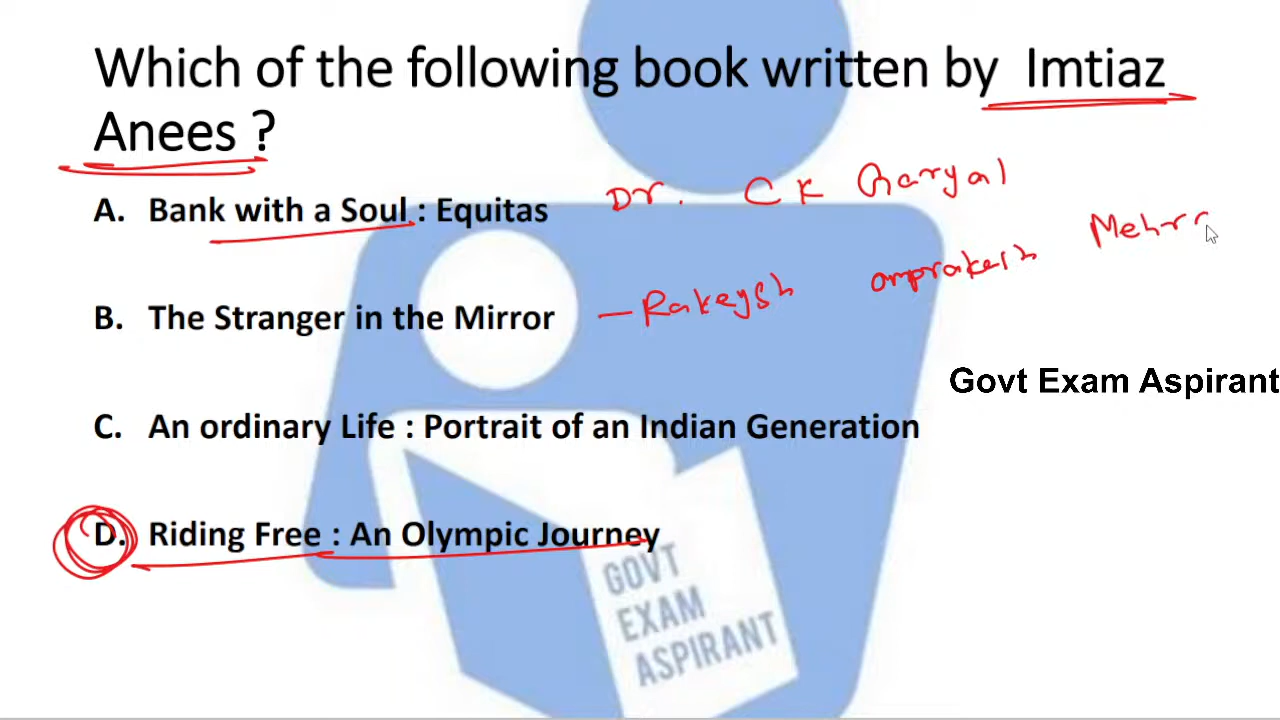 Which of the following book written by Imtiaz
Anees ?
A. Bank with a Soul : Equitas Dr. C K Garyal
B. The Stranger in the Mirror – Rakeysh omprakesh Mehrr
Govt Exam Aspirant
C. An ordinary Life : Portrait of an Indian Generation
D. Riding Free : An Olympic Journey
GOVT
EXAM
ASPIRANT